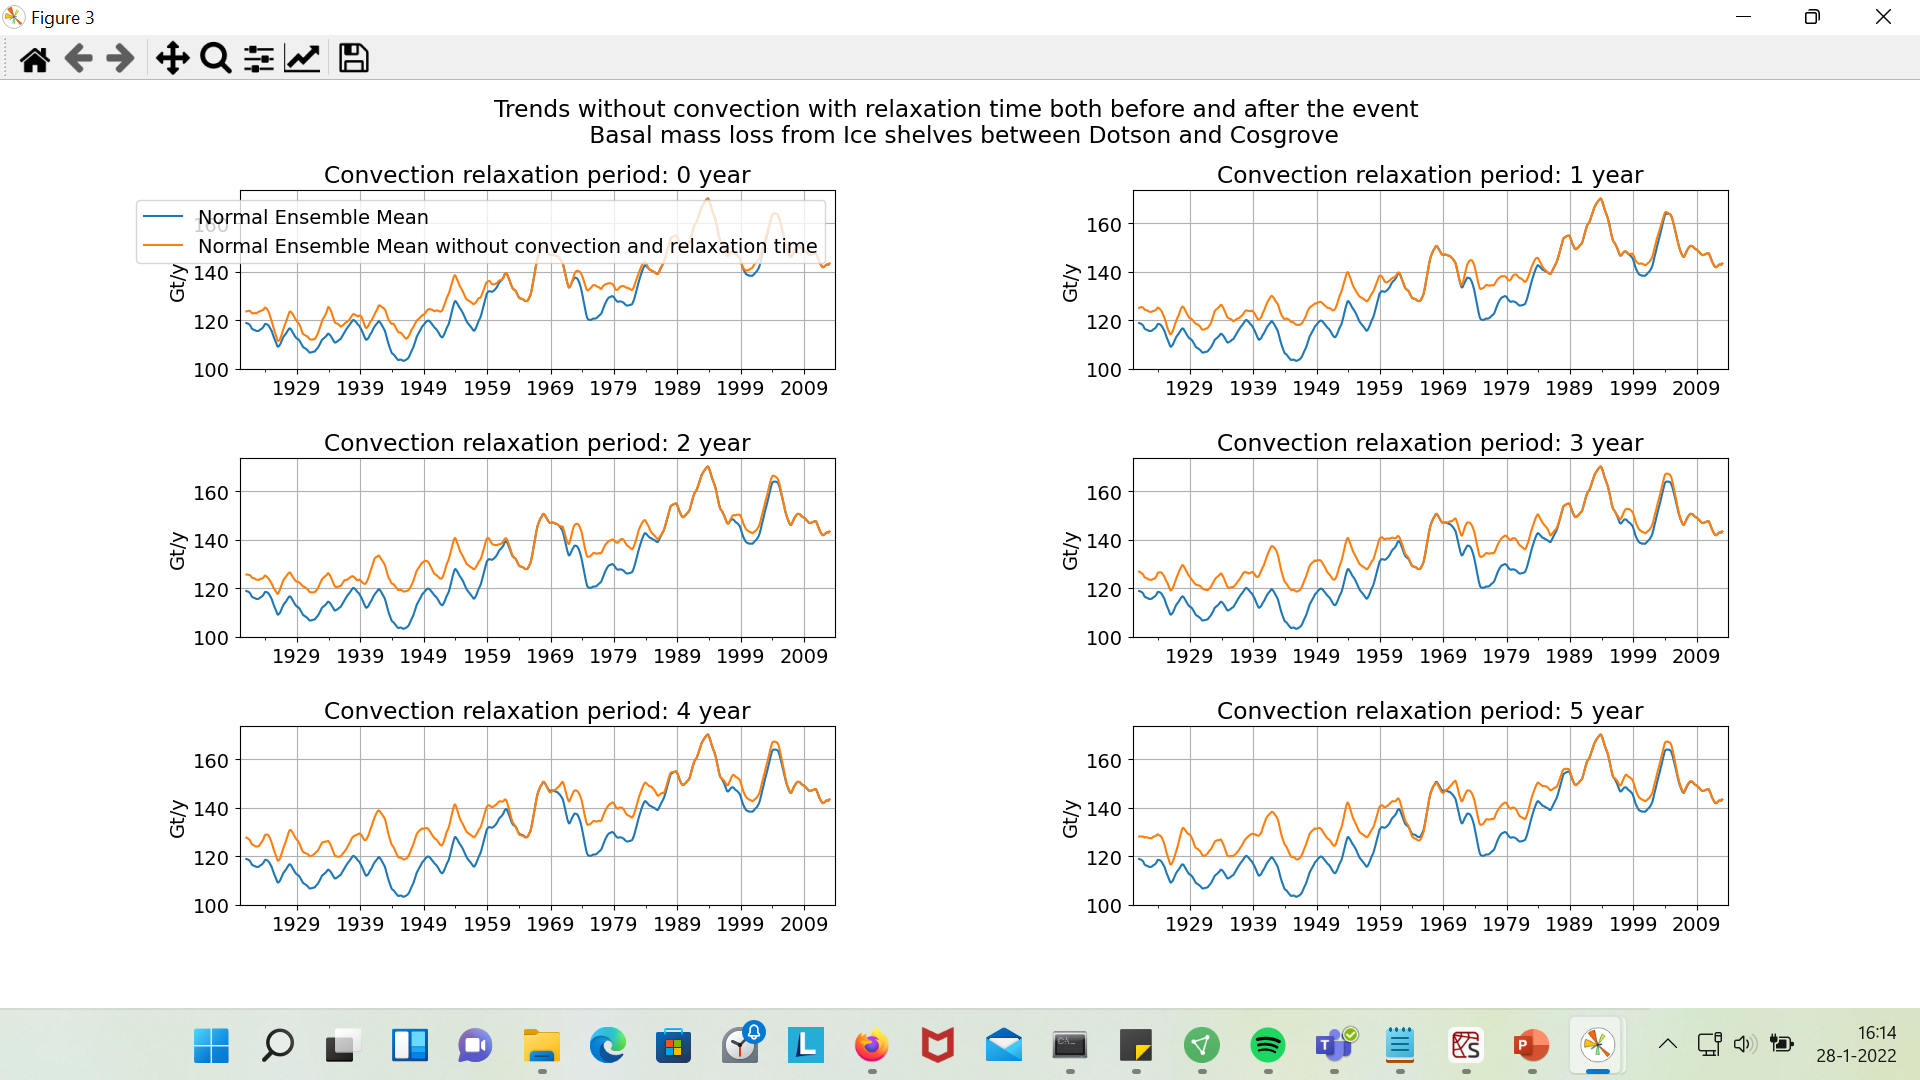 Figure 3
Trends without convection with relaxation time both before and after the event
Basal mass loss from Ice shelves between Dotson and Cosgrove
Convection relaxation period: 0 year
Normal Ensemble Mean
Normal Ensemble Mean without convection and relaxation time
Gt/y
160
140
120
100
1929 1939 1949 1959 1969 1979 1989 1999 2009
Convection relaxation period: 1 year
Gt/y
160
140
120
100
1929 1939 1949 1959 1969 1979 1989 1999 2009
Convection relaxation period: 2 year
Gt/y
160
140
120
100
1929 1939 1949 1959 1969 1979 1989 1999 2009
Convection relaxation period: 3 year
Gt/y
160
140
120
100
1929 1939 1949 1959 1969 1979 1989 1999 2009
Convection relaxation period: 4 year
Gt/y
160
140
120
100
1929 1939 1949 1959 1969 1979 1989 1999 2009
Convection relaxation period: 5 year
Gt/y
160
140
120
100
1929 1939 1949 1959 1969 1979 1989 1999 2009
L
C:\_
T
P
16:14
28-1-2022